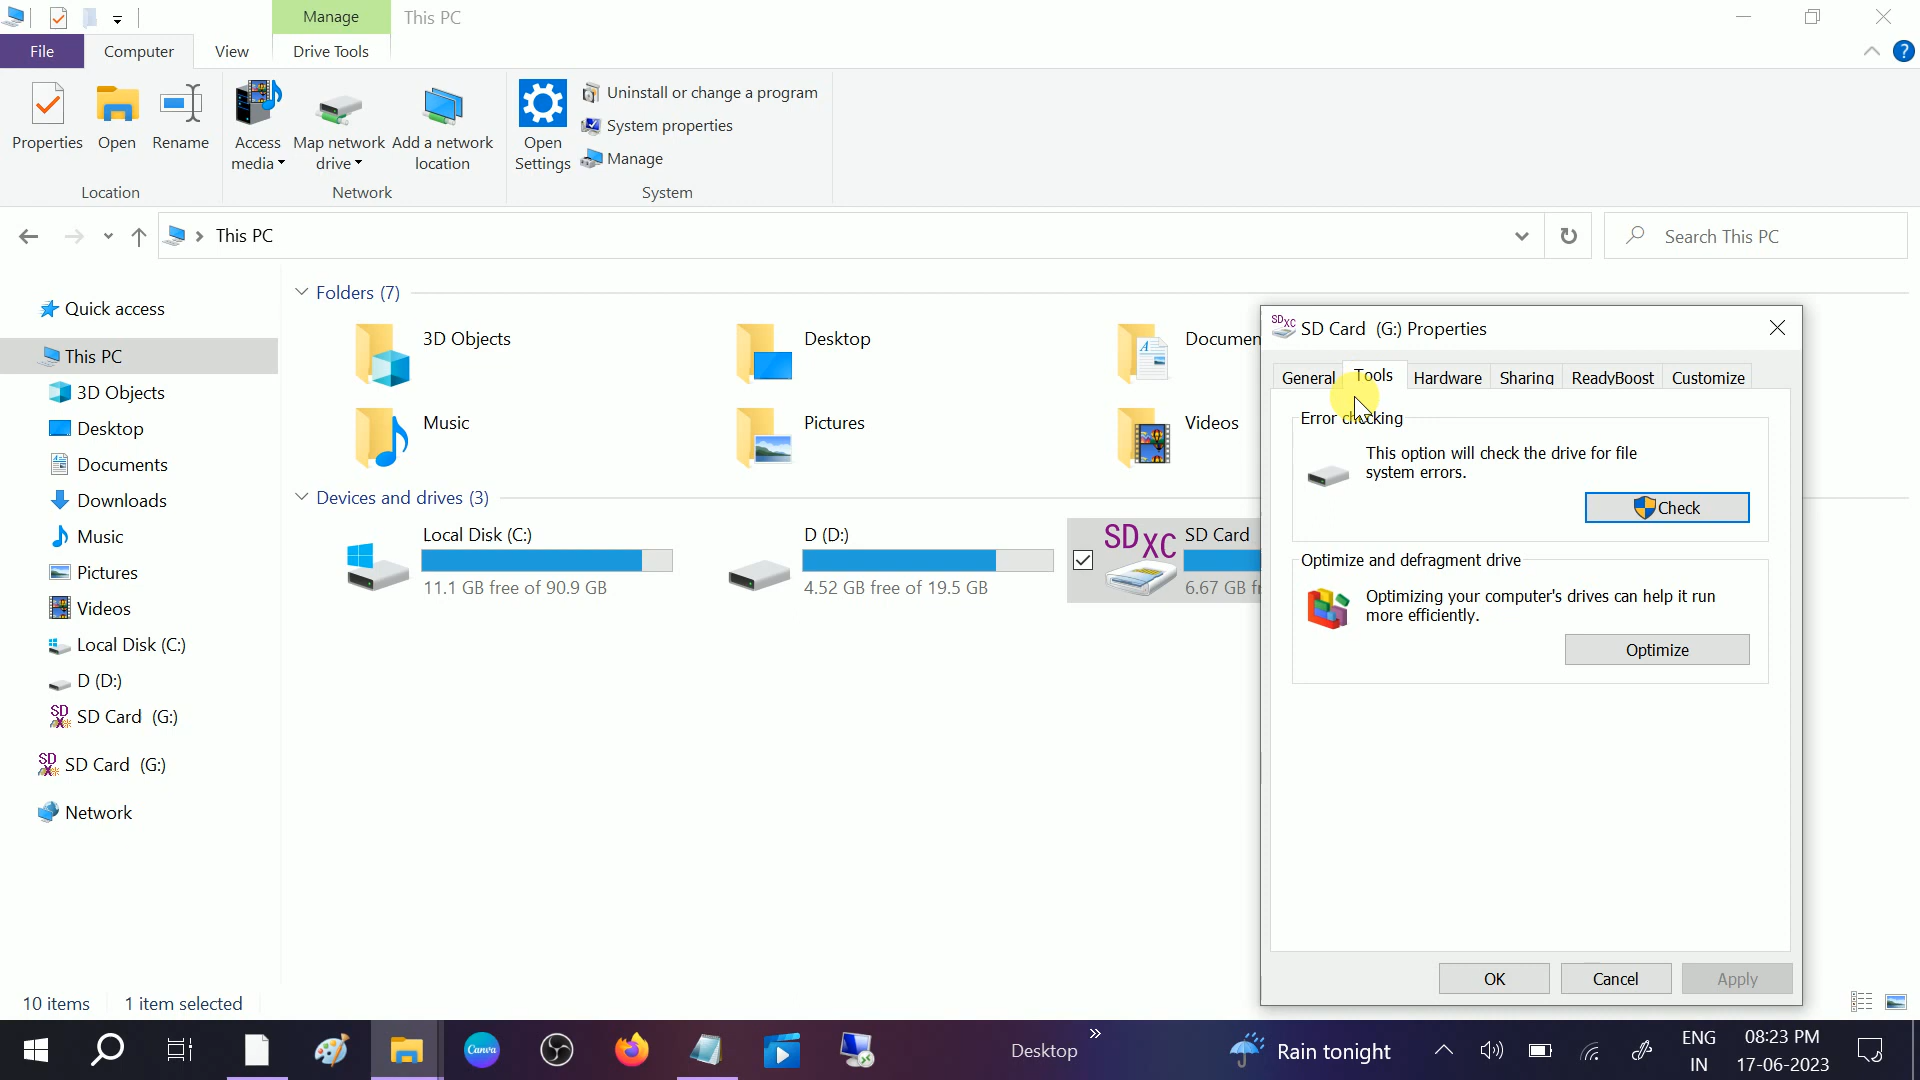 Manage
This PC
File
Computer
View
Drive Tools
Properties
Open
Rename
Access media
Map network drive
Add a network location
Open Settings
Uninstall or change a program
System properties
Manage
Location
Network
System
This PC
Search This PC
Quick access
This PC
3D Objects
Desktop
Documents
Downloads
Music
Pictures
Videos
Local Disk (C:)
D (D:)
SD Card (G:)
SD Card (G:)
Network
Folders (7)
3D Objects
Desktop
Documen
Music
Pictures
Videos
Devices and drives (3)
Local Disk (C:)
11.1 GB free of 90.9 GB
D (D:)
4.52 GB free of 19.5 GB
SDXC
SD Card
6.67 GB f
SD Card (G:) Properties
General
Tools
Hardware
Sharing
ReadyBoost
Customize
Error checking
This option will check the drive for file
system errors.
Check
Optimize and defragment drive
Optimizing your computer's drives can help it run
more efficiently.
Optimize
OK
Cancel
Apply
10 items
1 item selected
Canva
Desktop
Rain tonight
ENG
IN
08:23 PM
17-06-2023